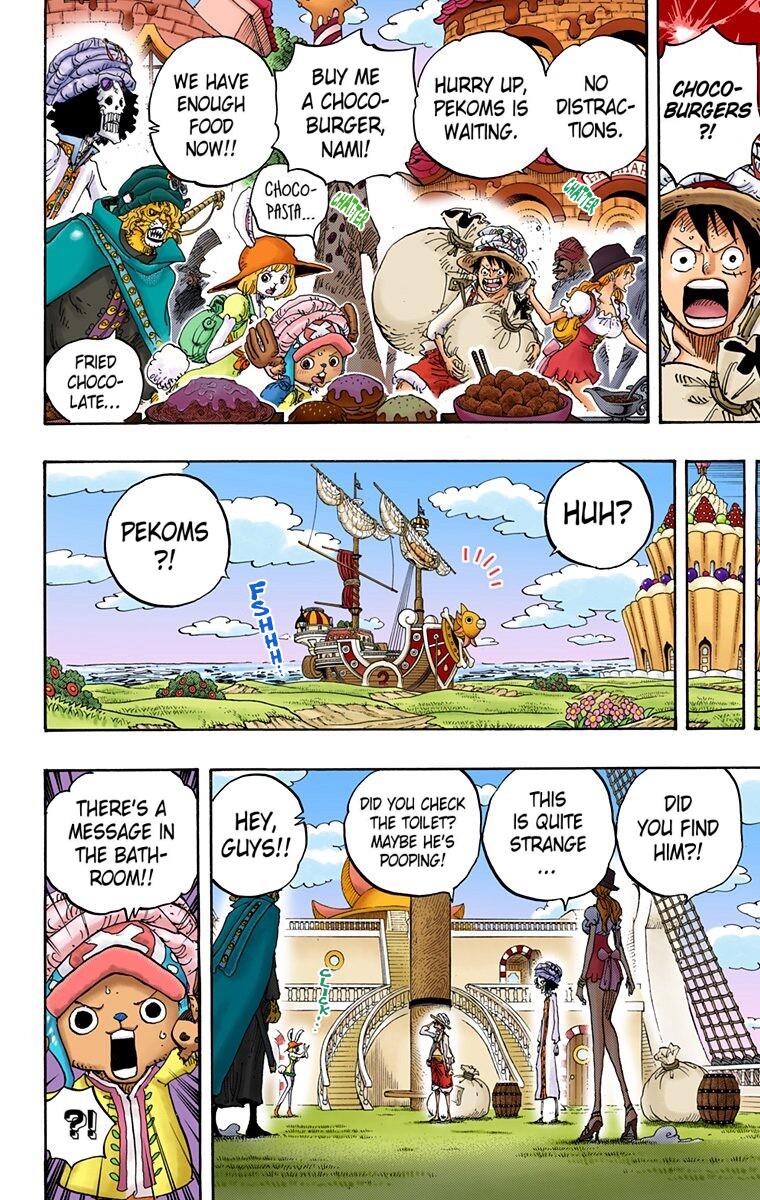 CHOCO-
BURGERS
?!
NO
DISTRAC-
TIONS.
HURRY UP,
PEKOMS IS
WAITING.
BUY ME
A CHOCO-
BURGER,
NAMI!
WE HAVE
ENOUGH
FOOD
NOW!!
CHATTER
CHATTER
CHOCO-
PASTA...
FRIED
CHOCO-
LATE...
HUH?
PEKOMS
?!
FSHHH!
DID
YOU FIND
HIM?!
THIS
IS QUITE
STRANGE
...
DID YOU CHECK
THE TOILET?
MAYBE HE'S
POOPING!
HEY,
GUYS!!
CLICK...
THERE'S A
MESSAGE IN
THE BATH-
ROOM!!
?!